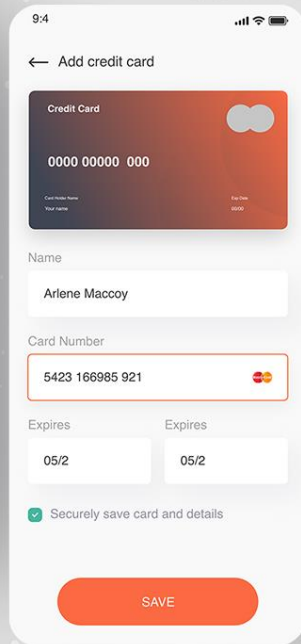 9:4
Add credit card
Credit Card
0000 00000 000
Card Holder Name
Exp Date
Your name
00/00
Name
Arlene Maccoy
Card Number
5423 166985 921
Expires
Expires
05/2
05/2
Securely save card and details
SAVE